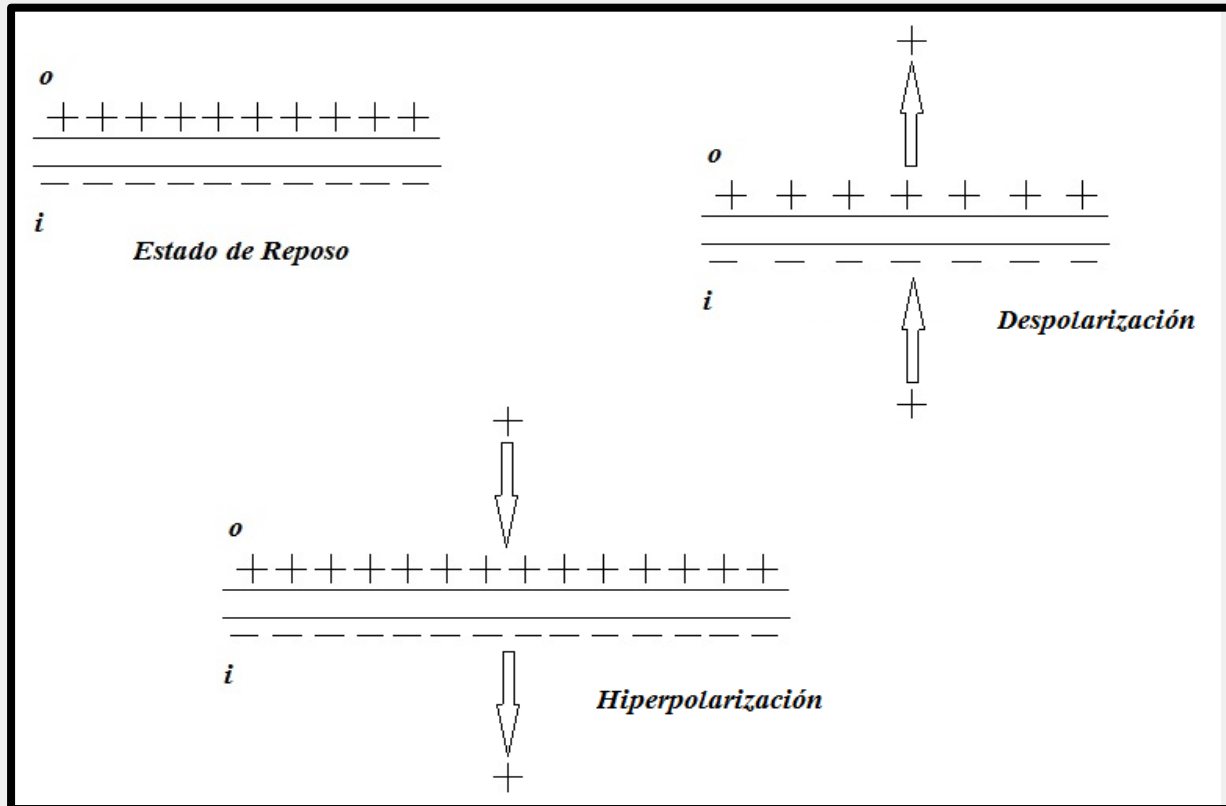 o
+ + + + + + + + + +
− − − − − − − − − −
i
Estado de Reposo
+
o
+ + + + + + +
− − − − − − −
i
Despolarización
+
+
o
+ + + + + + + + + + + + + +
− − − − − − − − − − − − −
i
Hiperpolarización
+